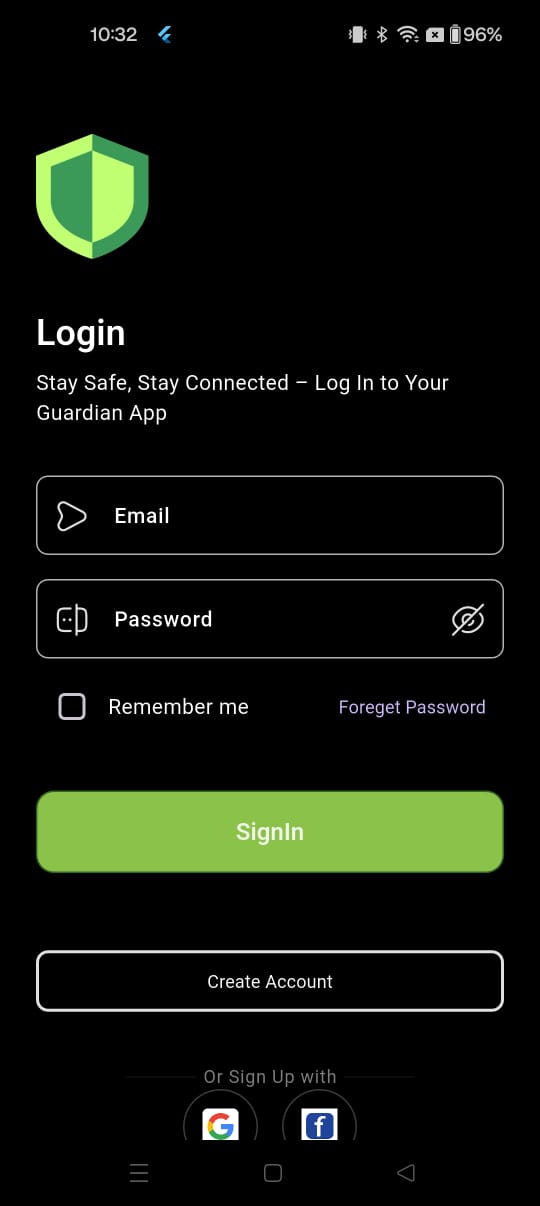 10:32
96%
Login
Stay Safe, Stay Connected – Log In to Your
Guardian App
Email
Password
Remember me
Foreget Password
SignIn
Create Account
Or Sign Up with
G
f